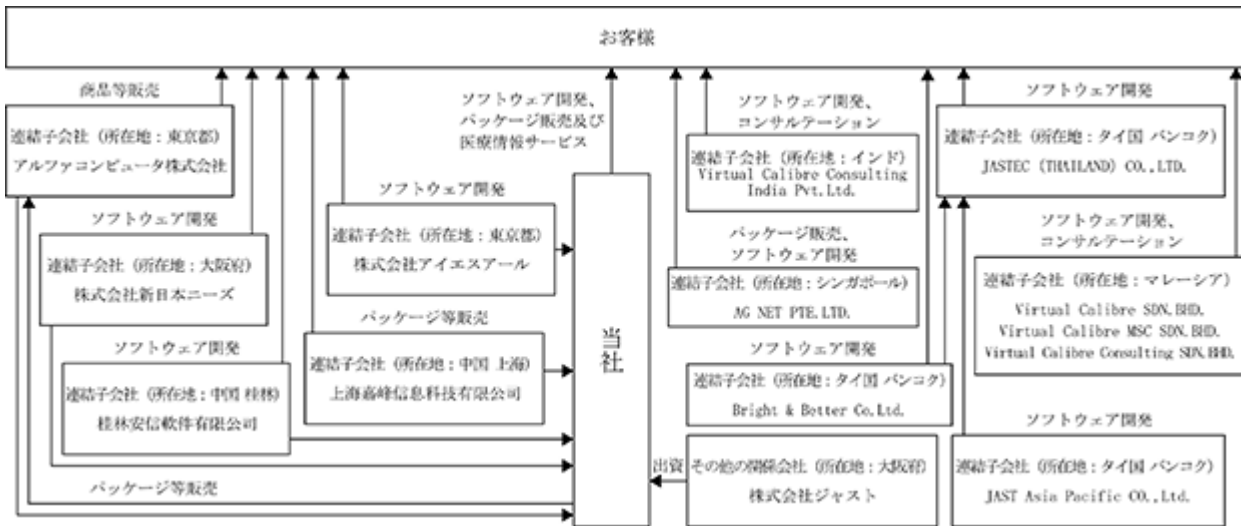 お客様
商品等販売
連結子会社（所在地：東京都）
アルファコンピュータ株式会社
ソフトウェア開発
連結子会社（所在地：大阪府）
株式会社新日本ニーズ
ソフトウェア開発
連結子会社（所在地：中国 桂林）
桂林安信軟件有限公司
パッケージ等販売
ソフトウェア開発
連結子会社（所在地：東京都）
株式会社アイエスアール
パッケージ等販売
連結子会社（所在地：中国 上海）
上海嘉峰信息科技有限公司
ソフトウェア開発、
パッケージ販売及び
医療情報サービス
当社
出資
ソフトウェア開発、
コンサルテーション
連結子会社（所在地：インド）
Virtual Calibre Consulting
India Pvt.Ltd.
パッケージ販売、
ソフトウェア開発
連結子会社（所在地：シンガポール）
AG NET PTE.LTD.
ソフトウェア開発
連結子会社（所在地：タイ国 バンコク）
Bright & Better Co.Ltd.
その他の関係会社（所在地：大阪府）
株式会社ジャスト
ソフトウェア開発
連結子会社（所在地：タイ国 バンコク）
JASTEC (THAILAND) CO.,LTD.
ソフトウェア開発、
コンサルテーション
連結子会社（所在地：マレーシア）
Virtual Calibre SDN.BHD.
Virtual Calibre MSC SDN.BHD.
Virtual Calibre Consulting SDN.BHD.
ソフトウェア開発
連結子会社（所在地：タイ国 バンコク）
JAST Asia Pacific CO.,Ltd.